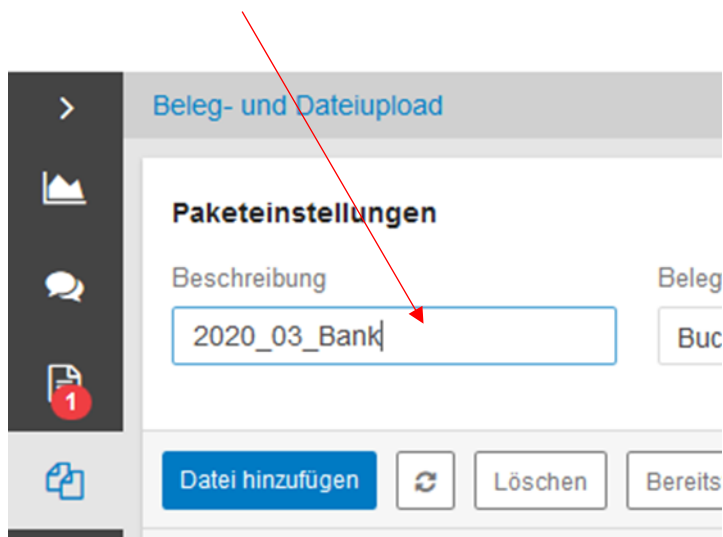 Beleg- und Dateiupload
Paketeinstellungen
Beschreibung
Beleg
2020_03_Bank
Buc
1
Datei hinzufügen
Löschen
Bereits